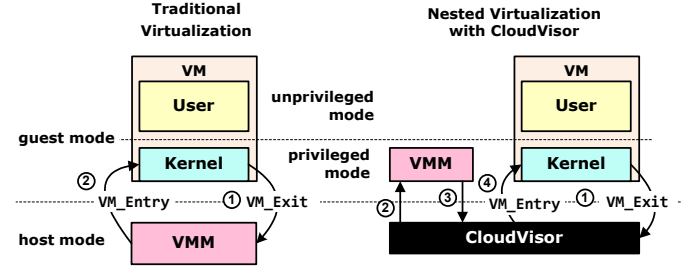 Traditional
Virtualization
Nested Virtualization
with CloudVisor
VM
User
unprivileged
mode
VM
User
guest mode
Kernel
privileged
mode
VMM
Kernel
②
①
VM_Entry
VM_Exit
②
③
④
VM_Entry
①
VM_Exit
host mode
VMM
CloudVisor